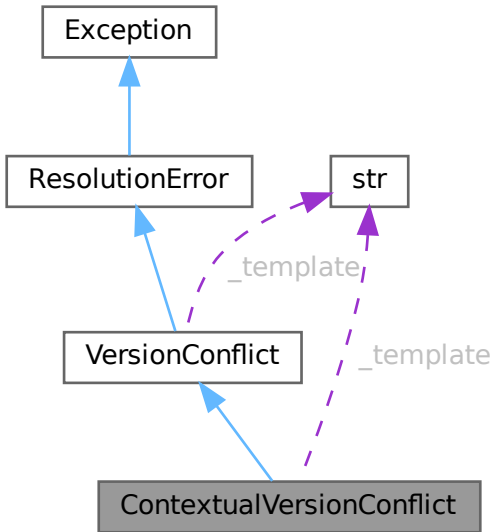 Exception
ResolutionError
str
_template
VersionConflict
_template
ContextualVersionConflict